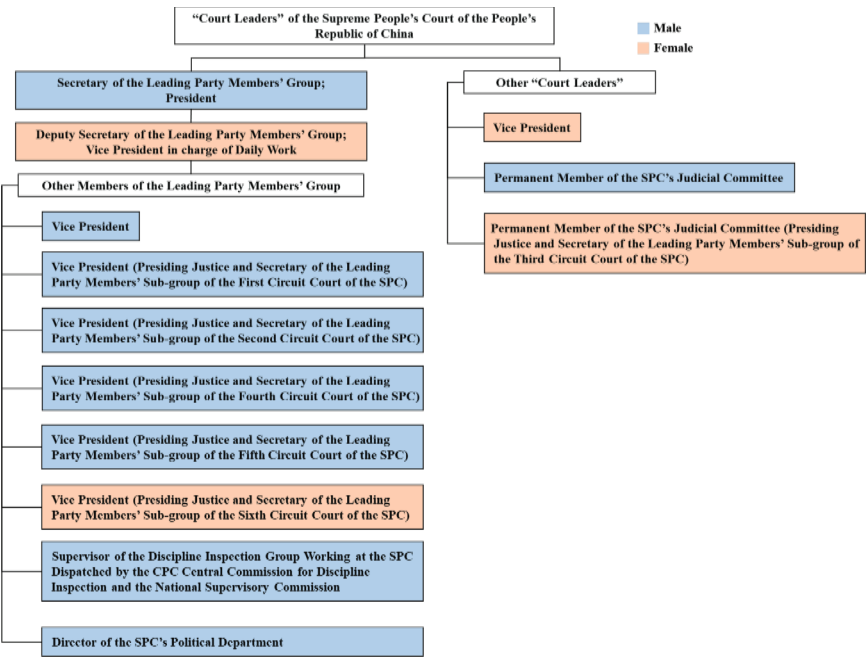 “Court Leaders” of the Supreme People’s Court of the People’s
Republic of China
Male
Female
Secretary of the Leading Party Members’ Group;
President
Deputy Secretary of the Leading Party Members’ Group;
Vice President in charge of Daily Work
Other Members of the Leading Party Members’ Group
Vice President
Vice President (Presiding Justice and Secretary of the Leading
Party Members’ Sub-group of the First Circuit Court of the SPC)
Vice President (Presiding Justice and Secretary of the Leading
Party Members’ Sub-group of the Second Circuit Court of the SPC)
Vice President (Presiding Justice and Secretary of the Leading
Party Members’ Sub-group of the Fourth Circuit Court of the SPC)
Vice President (Presiding Justice and Secretary of the Leading
Party Members’ Sub-group of the Fifth Circuit Court of the SPC)
Vice President (Presiding Justice and Secretary of the Leading
Party Members’ Sub-group of the Sixth Circuit Court of the SPC)
Supervisor of the Discipline Inspection Group Working at the SPC
Dispatched by the CPC Central Commission for Discipline
Inspection and the National Supervisory Commission
Director of the SPC’s Political Department
Other “Court Leaders”
Vice President
Permanent Member of the SPC’s Judicial Committee
Permanent Member of the SPC’s Judicial Committee (Presiding
Justice and Secretary of the Leading Party Members’ Sub-group of
the Third Circuit Court of the SPC)